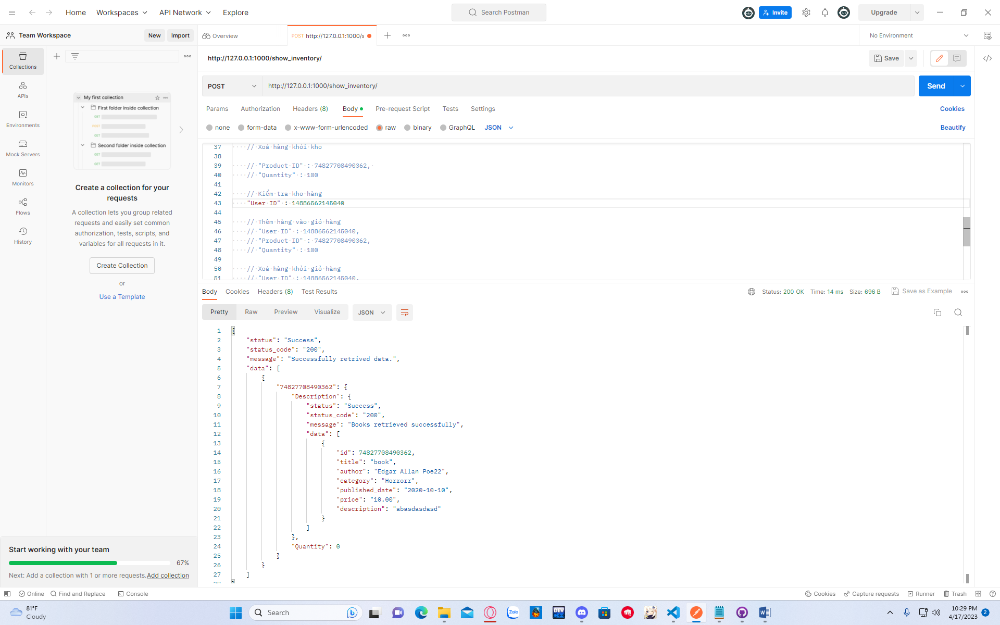 Home
Workspaces
API Network
Explore
Search Postman
Invite
Upgrade
Team Workspace
New
Import
Overview
POST http://127.0.0.1:1000/s
No Environment
Collections
APIs
Environments
Mock Servers
Monitors
Flows
History
My first collection
First folder inside collection
GET
POST
GET
Second folder inside collection
GET
GET
Create a collection for your
requests
A collection lets you group related
requests and easily set common
authorization, tests, scripts, and
variables for all requests in it.
Create Collection
or
Use a Template
http://127.0.0.1:1000/show_inventory/
Save
POST
http://127.0.0.1:1000/show_inventory/
Send
Params
Authorization
Headers (8)
Body
Pre-request Script
Tests
Settings
Cookies
none
form-data
x-www-form-urlencoded
raw
binary
GraphQL
JSON
Beautify
37 // Xoá hàng khỏi kho
38
39 // "Product ID" : 74827708490362,
40 // "Quantity" : 100
41
42 // Kiểm tra kho hàng
43 "User ID" : 14886562145040
44
45 // Thêm hàng vào giỏ hàng
46 // "User ID" : 14886562145040,
47 // "Product ID" : 74827708490362,
48 // "Quantity" : 100
49
50 // Xoá hàng khỏi giỏ hàng
51 // "User ID" : 14886562145040,
Body
Cookies
Headers (8)
Test Results
Status: 200 OK
Time: 14 ms
Size: 696 B
Save as Example
Pretty
Raw
Preview
Visualize
JSON
1 {
2 "status": "Success",
3 "status_code": "200",
4 "message": "Successfully retrived data.",
5 "data": [
6 {
7 "74827708490362": {
8 "Description": {
9 "status": "Success",
10 "status_code": "200",
11 "message": "Books retrieved successfully",
12 "data": [
13 {
14 "id": 74827708490362,
15 "title": "book",
16 "author": "Edgar Allan Poe22",
17 "category": "Horrorr",
18 "published_date": "2020-10-10",
19 "price": "10.00",
20 "description": "abasdasdasd"
21 }
22 ]
23 },
24 "Quantity": 0
25 }
26 }
27 ]
28 }
Start working with your team
67%
Next: Add a collection with 1 or more requests. Add collection
Online
Find and Replace
Console
Cookies
Capture requests
Runner
Trash
81°F
Cloudy
Search
Zalo
DEV
10:29 PM
4/17/2023
2